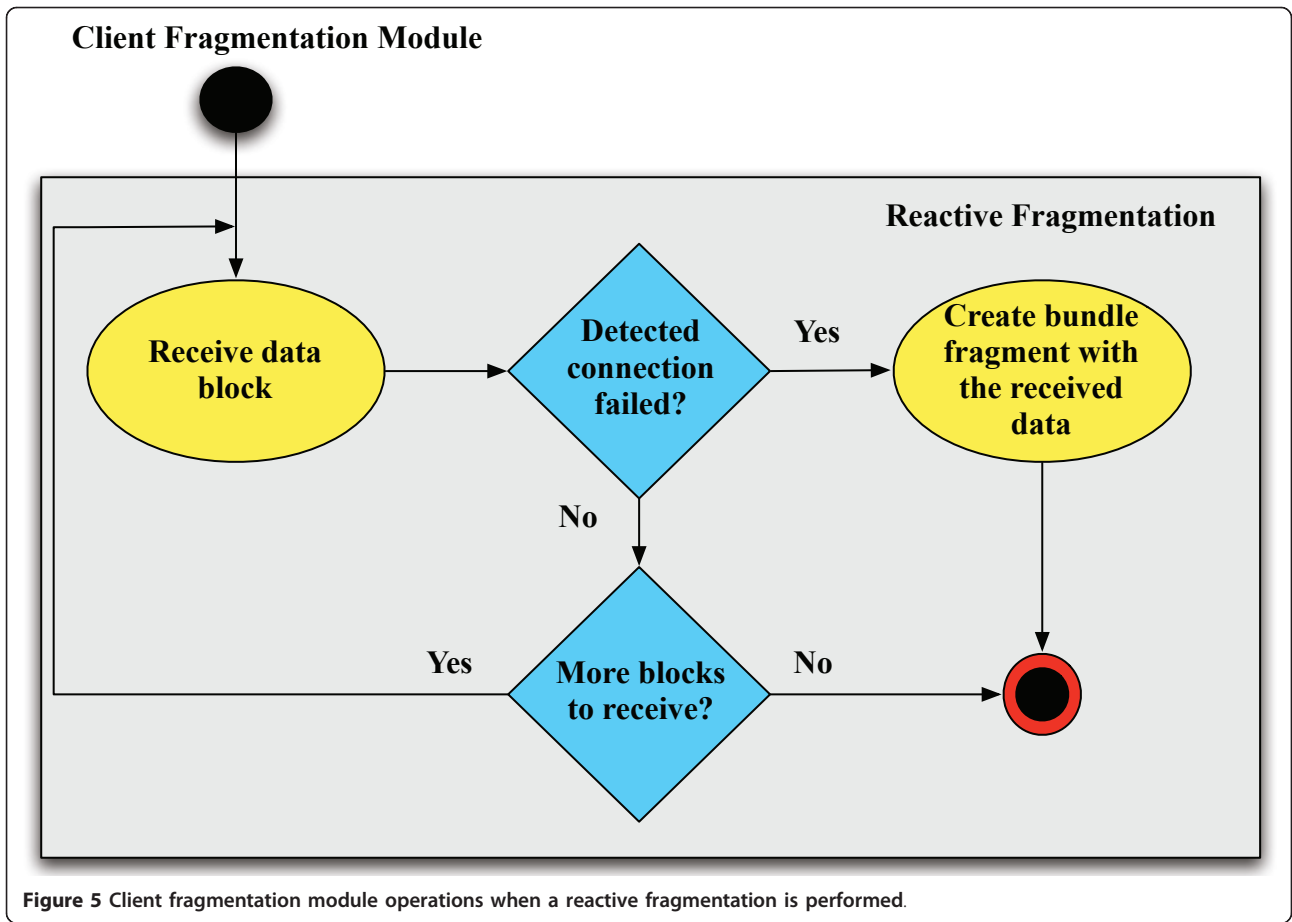 Client Fragmentation Module
Reactive Fragmentation
Receive data
block
Detected
connection
failed?
Yes
Create bundle
fragment with
the received
data
No
Yes
More blocks
to receive?
No
Figure 5 Client fragmentation module operations when a reactive fragmentation is performed.